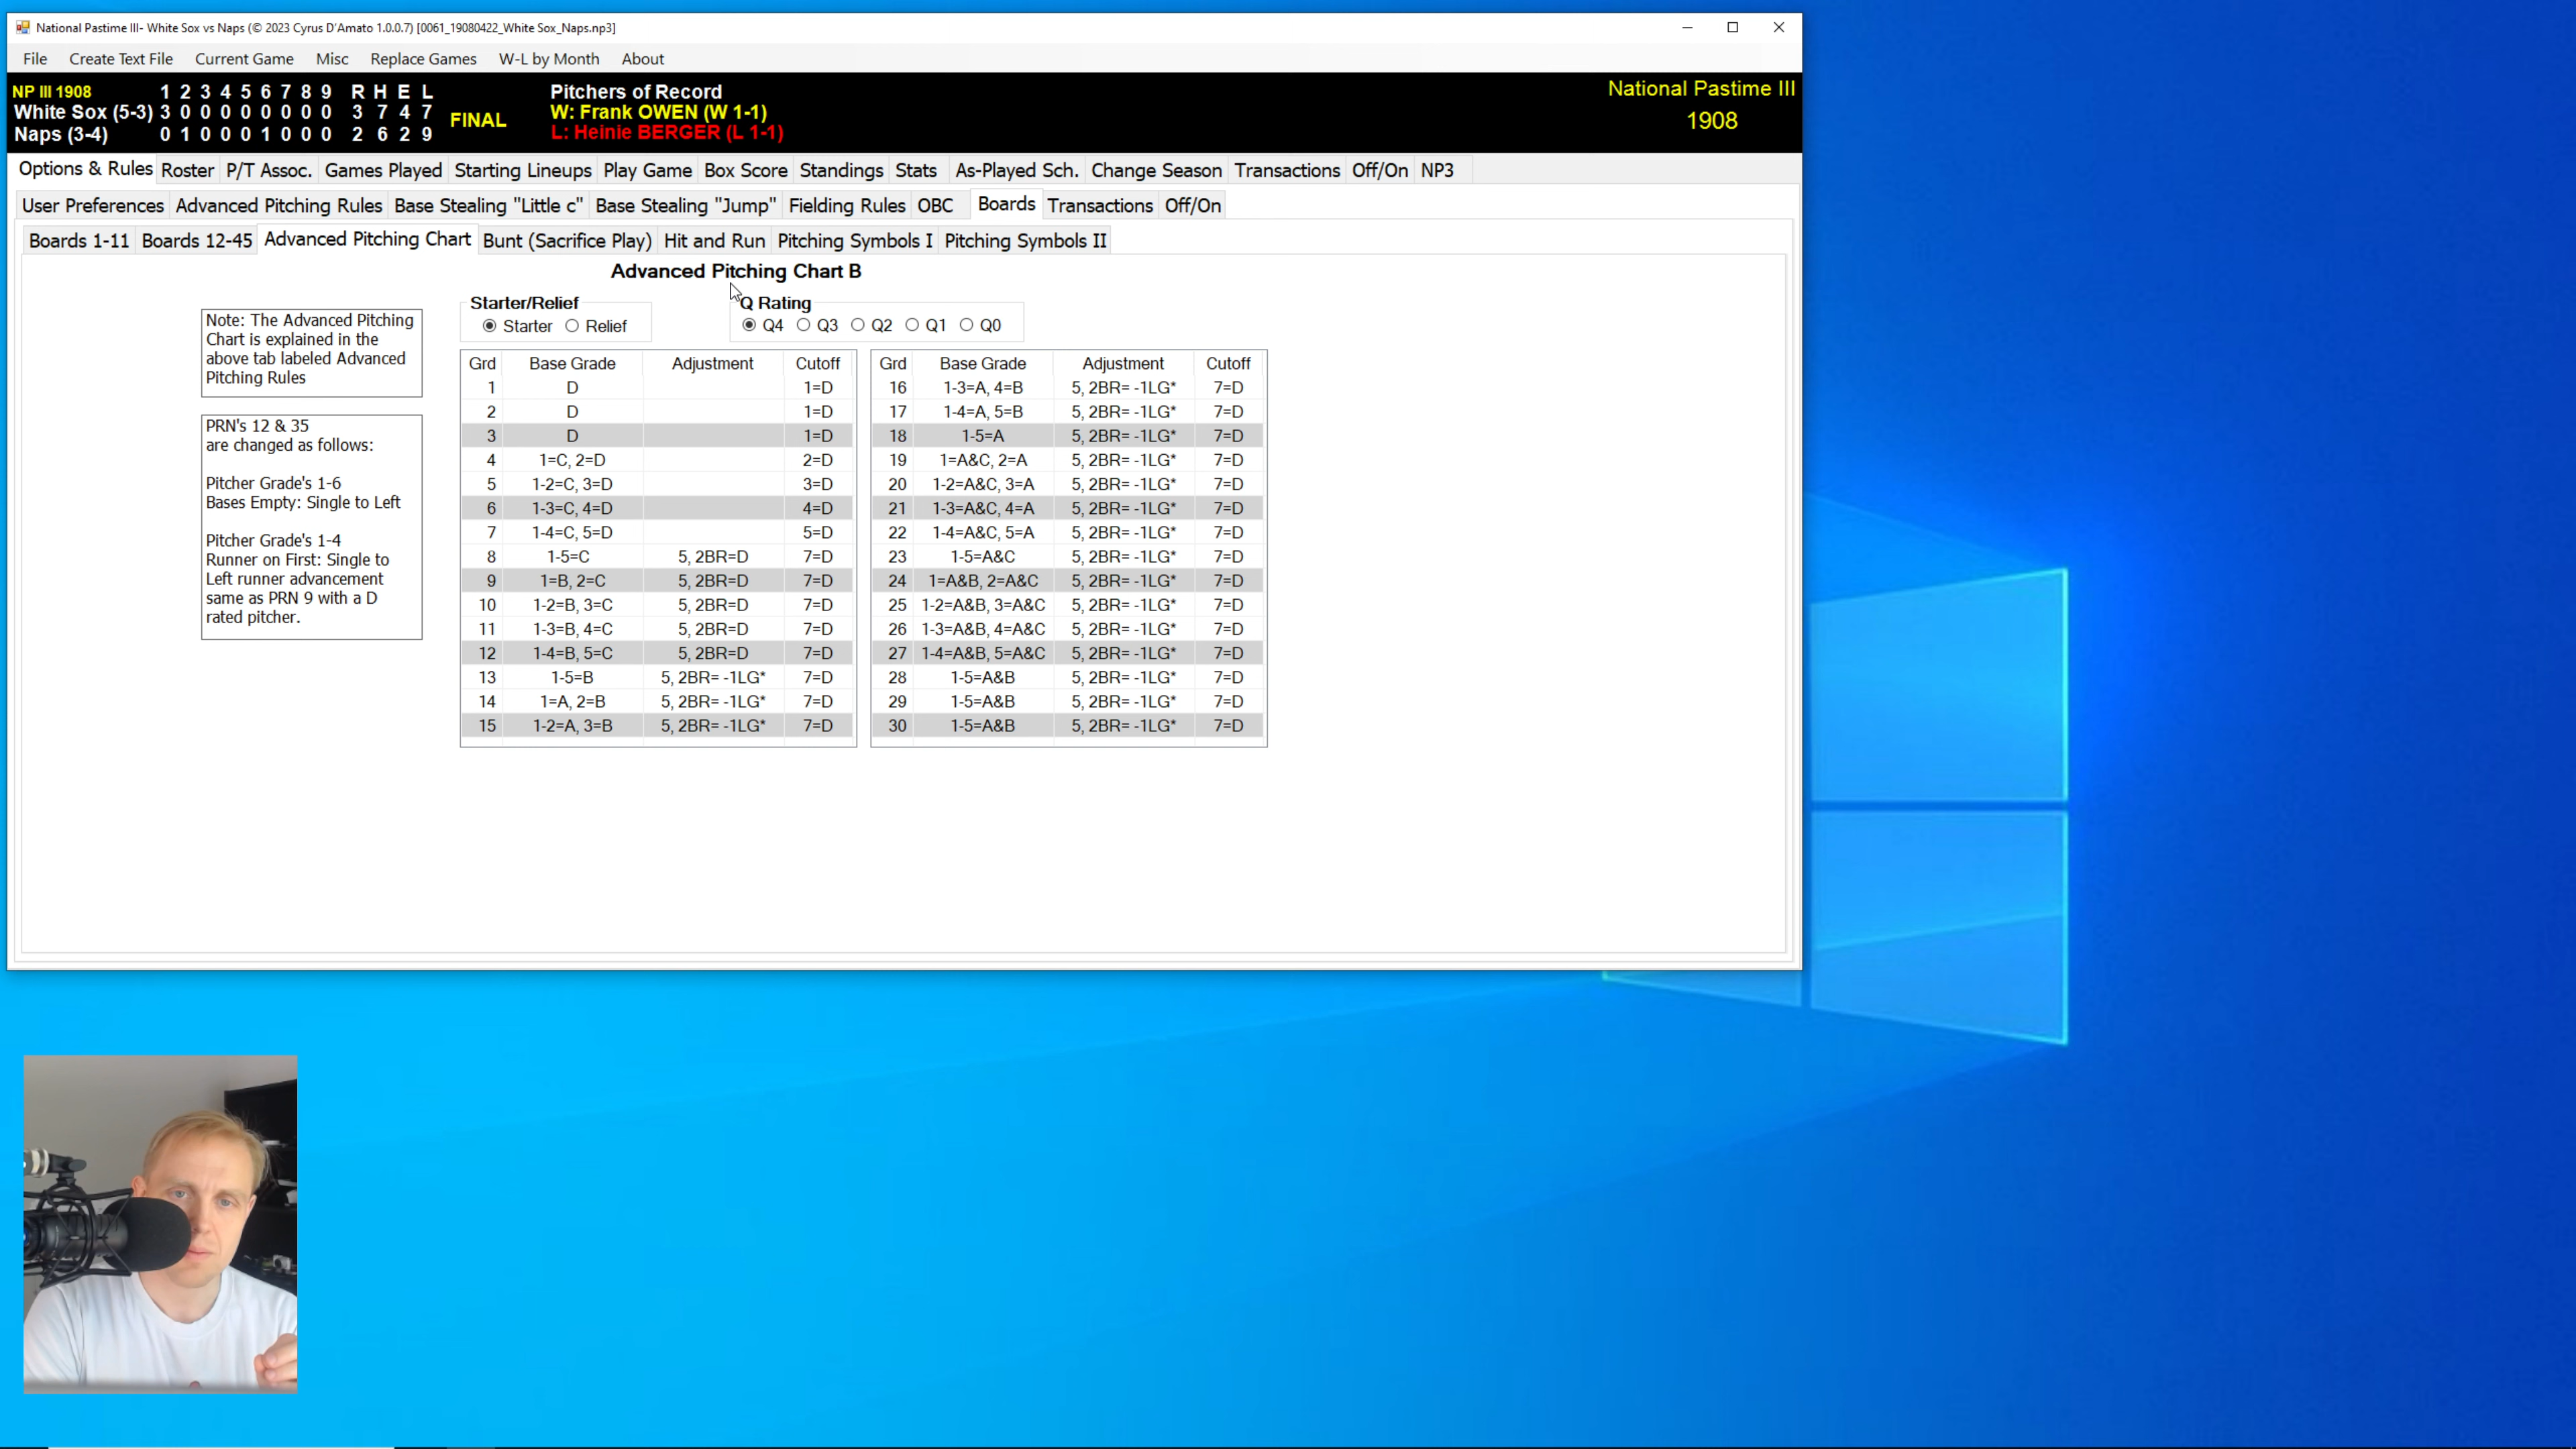 National Pastime III- White Sox vs Naps (© 2023 Cyrus D'Amato 1.0.0.7) [0061_19080422_White Sox_Naps.np3]
File Create Text File Current Game Misc Replace Games W-L by Month About
NP III 1908 1 2 3 4 5 6 7 8 9 R H E L
White Sox (5-3) 3 0 0 0 0 0 0 0 0 3 7 4 7
Naps (3-4) 0 1 0 0 0 1 0 0 0 2 6 2 9
FINAL
Pitchers of Record
W: Frank OWEN (W 1-1)
L: Heinie BERGER (L 1-1)
National Pastime III
1908
Options & Rules Roster P/T Assoc. Games Played Starting Lineups Play Game Box Score Standings Stats As-Played Sch. Change Season Transactions Off/On NP3
User Preferences Advanced Pitching Rules Base Stealing "Little c" Base Stealing "Jump" Fielding Rules OBC Boards Transactions Off/On
Boards 1-11 Boards 12-45 Advanced Pitching Chart Bunt (Sacrifice Play) Hit and Run Pitching Symbols I Pitching Symbols II
Advanced Pitching Chart B
Note: The Advanced Pitching
Chart is explained in the
above tab labeled Advanced
Pitching Rules
PRN's 12 & 35
are changed as follows:
Pitcher Grade's 1-6
Bases Empty: Single to Left
Pitcher Grade's 1-4
Runner on First: Single to
Left runner advancement
same as PRN 9 with a D
rated pitcher.
Starter/Relief
Starter Relief
Q Rating
Q4 Q3 Q2 Q1 Q0
Grd Base Grade Adjustment Cutoff
1 D 1=D
2 D 1=D
3 D 1=D
4 1=C, 2=D 2=D
5 1-2=C, 3=D 3=D
6 1-3=C, 4=D 4=D
7 1-4=C, 5=D 5=D
8 1-5=C 5, 2BR=D 7=D
9 1=B, 2=C 5, 2BR=D 7=D
10 1-2=B, 3=C 5, 2BR=D 7=D
11 1-3=B, 4=C 5, 2BR=D 7=D
12 1-4=B, 5=C 5, 2BR=D 7=D
13 1-5=B 5, 2BR= -1LG* 7=D
14 1=A, 2=B 5, 2BR= -1LG* 7=D
15 1-2=A, 3=B 5, 2BR= -1LG* 7=D
Grd Base Grade Adjustment Cutoff
16 1-3=A, 4=B 5, 2BR= -1LG* 7=D
17 1-4=A, 5=B 5, 2BR= -1LG* 7=D
18 1-5=A 5, 2BR= -1LG* 7=D
19 1=A&C, 2=A 5, 2BR= -1LG* 7=D
20 1-2=A&C, 3=A 5, 2BR= -1LG* 7=D
21 1-3=A&C, 4=A 5, 2BR= -1LG* 7=D
22 1-4=A&C, 5=A 5, 2BR= -1LG* 7=D
23 1-5=A&C 5, 2BR= -1LG* 7=D
24 1=A&B, 2=A&C 5, 2BR= -1LG* 7=D
25 1-2=A&B, 3=A&C 5, 2BR= -1LG* 7=D
26 1-3=A&B, 4=A&C 5, 2BR= -1LG* 7=D
27 1-4=A&B, 5=A&C 5, 2BR= -1LG* 7=D
28 1-5=A&B 5, 2BR= -1LG* 7=D
29 1-5=A&B 5, 2BR= -1LG* 7=D
30 1-5=A&B 5, 2BR= -1LG* 7=D